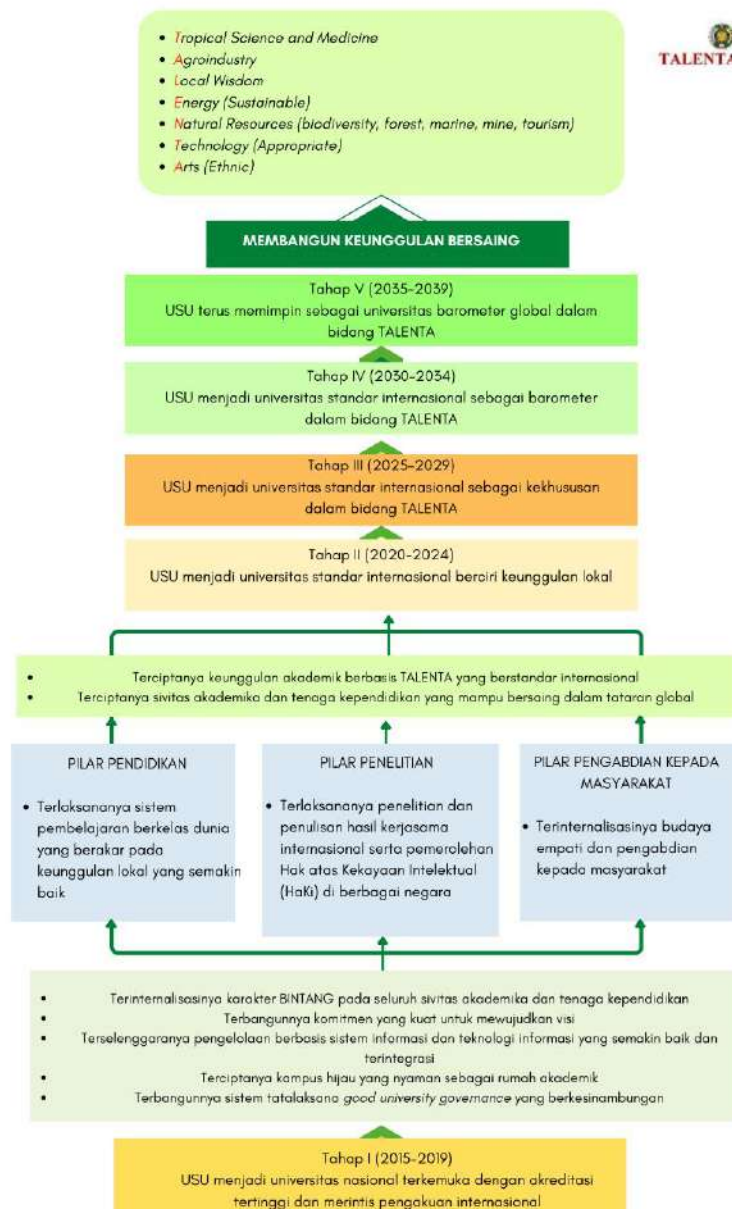 • Tropical Science and Medicine
• Agroindustry
• Local Wisdom
• Energy (Sustainable)
• Natural Resources (biodiversity, forest, marine, mine, tourism)
• Technology (Appropriate)
• Arts (Ethnic)
TALENTA
MEMBANGUN KEUNGGULAN BERSAING
Tahap V (2035-2039)
USU terus memimpin sebagai universitas barometer global dalam
bidang TALENTA
Tahap IV (2030-2034)
USU menjadi universitas standar internasional sebagai barometer
dalam bidang TALENTA
Tahap III (2025-2029)
USU menjadi universitas standar internasional sebagai kekhususan
dalam bidang TALENTA
Tahap II (2020-2024)
USU menjadi universitas standar internasional berciri keunggulan lokal
• Terciptanya keunggulan akademik berbasis TALENTA yang berstandar internasional
• Terciptanya sivitas akademika dan tenaga kependidikan yang mampu bersaing dalam tataran global
PILAR PENDIDIKAN
• Terlaksananya sistem
pembelajaran berkelas dunia
yang berakar pada
keunggulan lokal yang semakin
baik
PILAR PENELITIAN
• Terlaksananya penelitian dan
penulisan hasil kerjasama
internasional serta pemerolehan
Hak atas Kekayaan Intelektual
(HaKi) di berbagai negara
PILAR PENGABDIAN KEPADA
MASYARAKAT
• Terinternalisasinya budaya
empati dan pengabdian
kepada masyarakat
• Terinternalisasinya karakter BINTANG pada seluruh sivitas akademika dan tenaga kependidikan
• Terbangunnya komitmen yang kuat untuk mewujudkan visi
• Terselenggaranya pengelolaan berbasis sistem informasi dan teknologi informasi yang semakin baik dan
terintegrasi
• Terciptanya kampus hijau yang nyaman sebagai rumah akademik
• Terbangunnya sistem tatalaksana good university governance yang berkesinambungan
Tahap I (2015-2019)
USU menjadi universitas nasional terkemuka dengan akreditasi
tertinggi dan merintis pengakuan internasional